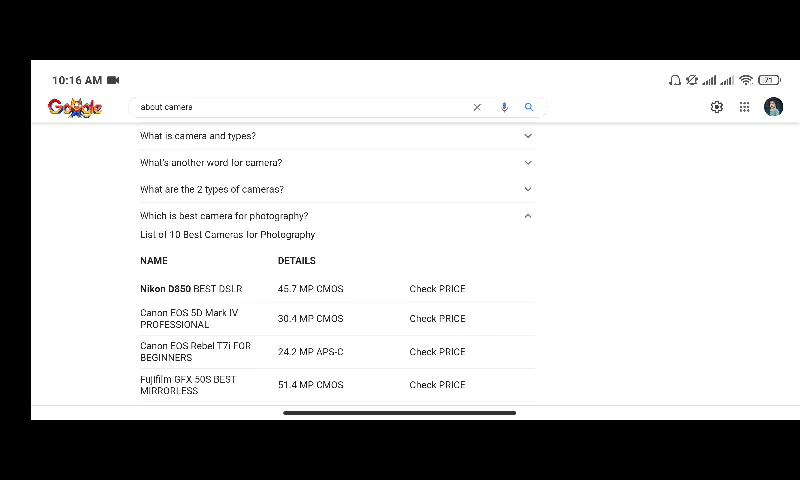 10:16 AM
71
Google
about camera
What is camera and types?
What's another word for camera?
What are the 2 types of cameras?
Which is best camera for photography?
List of 10 Best Cameras for Photography
NAME DETAILS
Nikon D850 BEST DSLR 45.7 MP CMOS Check PRICE
Canon EOS 5D Mark IV
PROFESSIONAL 30.4 MP CMOS Check PRICE
Canon EOS Rebel T7i FOR
BEGINNERS 24.2 MP APS-C Check PRICE
Fujifilm GFX 50S BEST
MIRRORLESS 51.4 MP CMOS Check PRICE